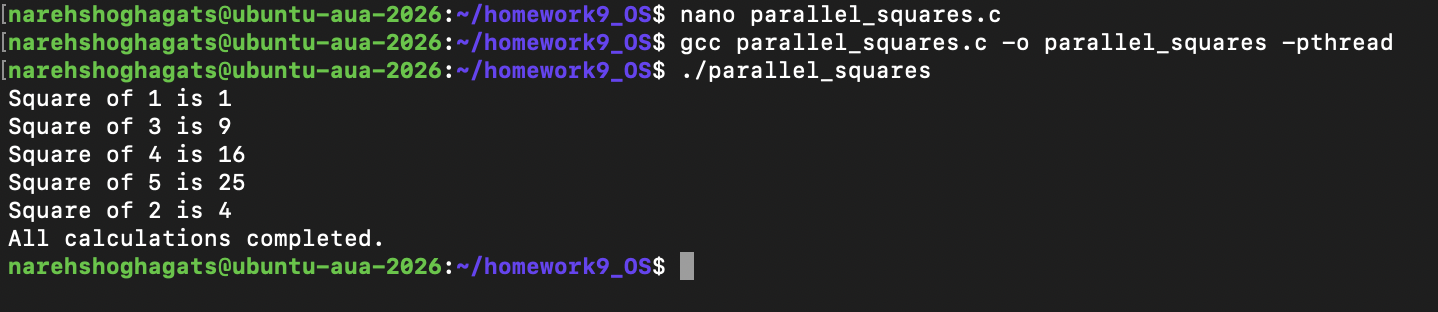 [narehshoghagats@ubuntu-aua-2026:~/homework9_OS$ nano parallel_squares.c
[narehshoghagats@ubuntu-aua-2026:~/homework9_OS$ gcc parallel_squares.c -o parallel_squares -pthread
[narehshoghagats@ubuntu-aua-2026:~/homework9_OS$ ./parallel_squares
Square of 1 is 1
Square of 3 is 9
Square of 4 is 16
Square of 5 is 25
Square of 2 is 4
All calculations completed.
narehshoghagats@ubuntu-aua-2026:~/homework9_OS$